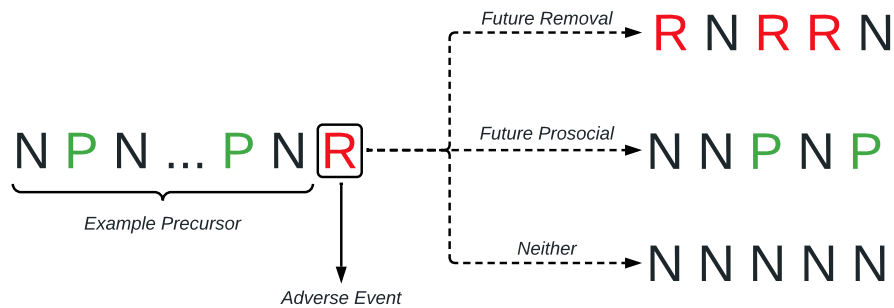 Future Removal
R N R R N
N P N ... P N R
Future Prosocial
N N P N P
Example Precursor
Neither
N N N N N
Adverse Event